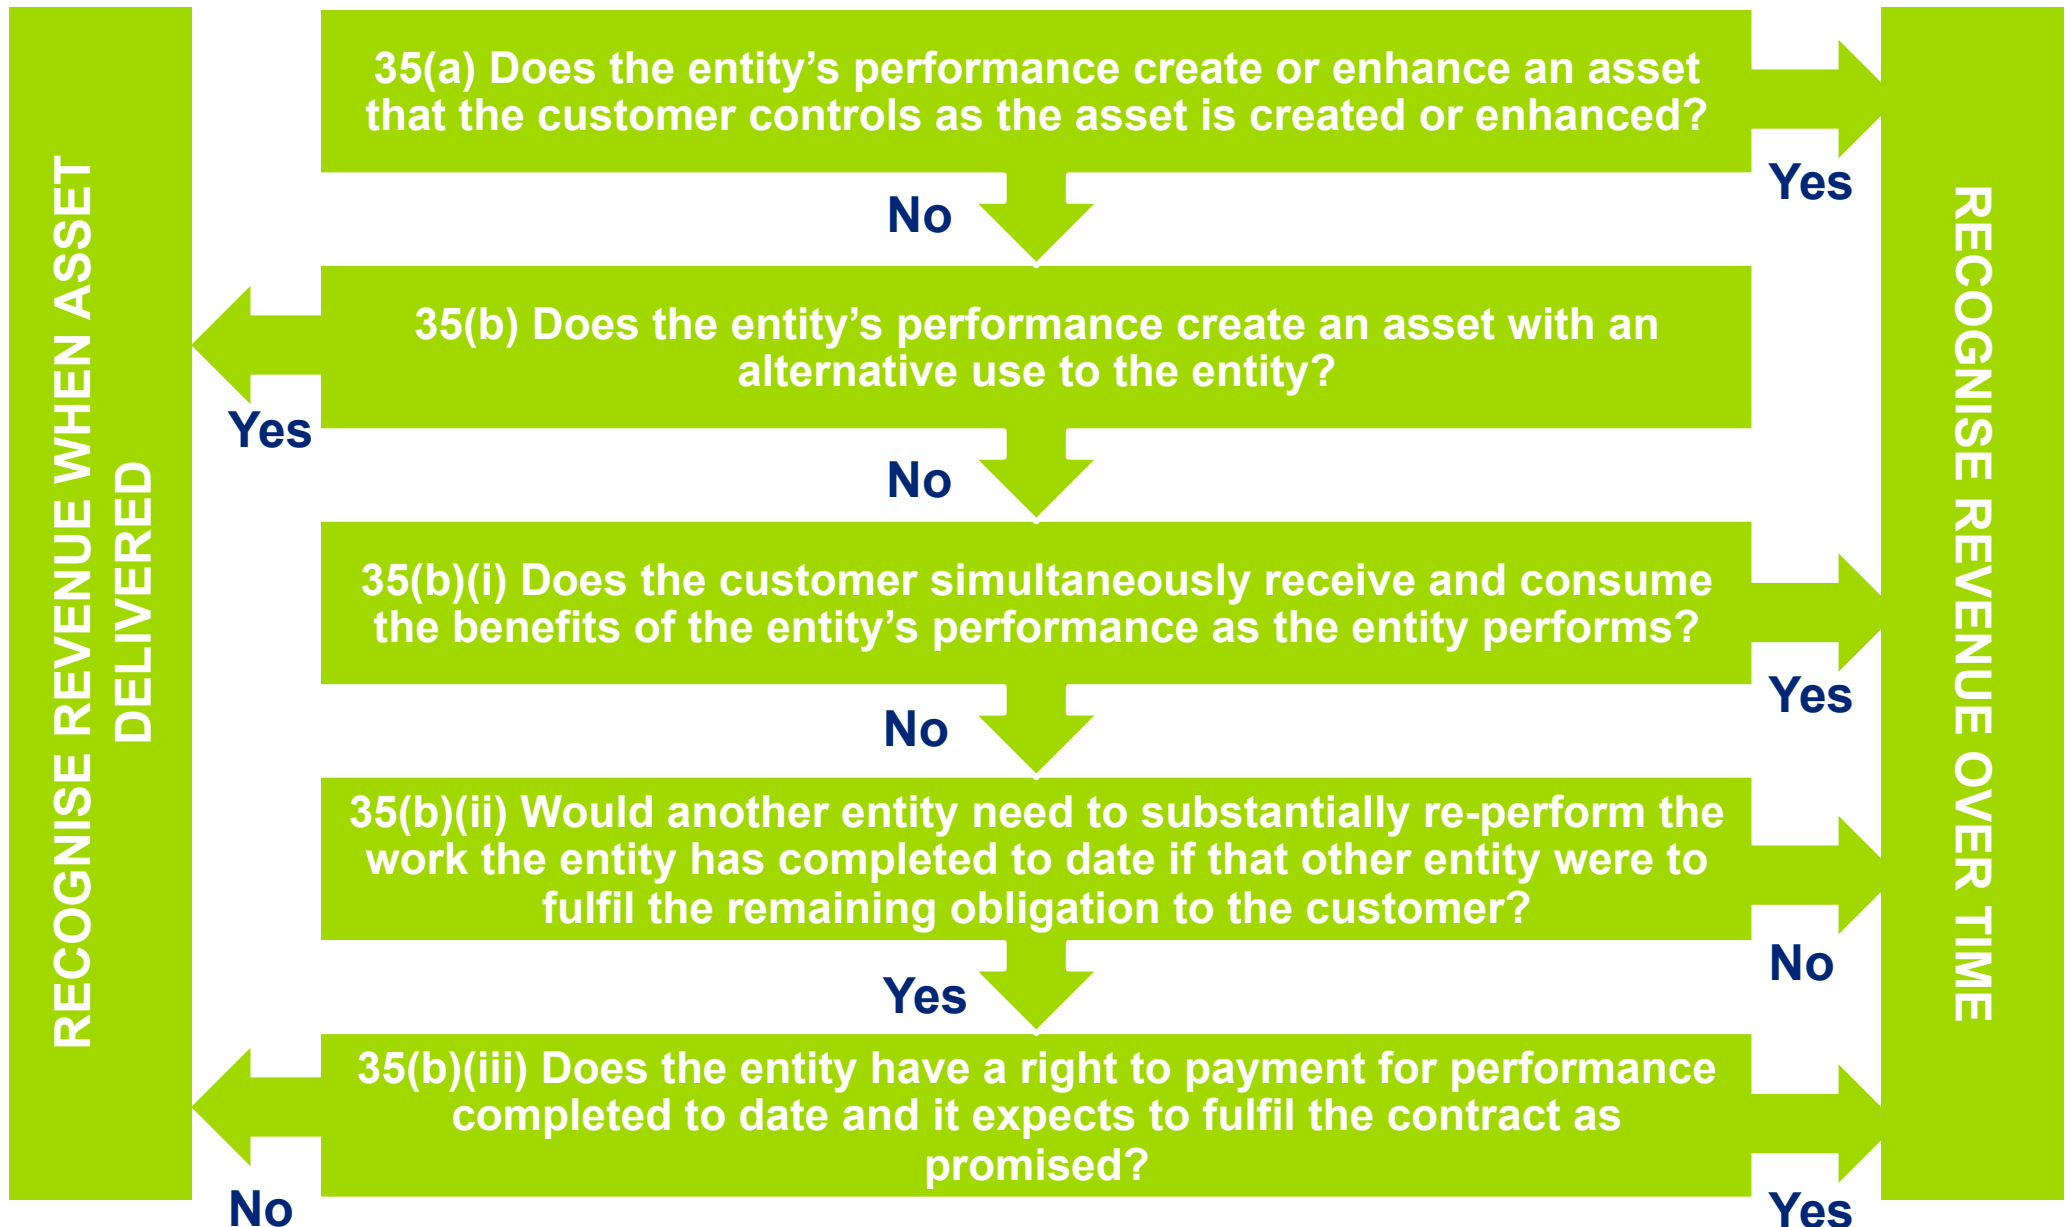 RECOGNISE REVENUE WHEN ASSET
DELIVERED
35(a) Does the entity’s performance create or enhance an asset
that the customer controls as the asset is created or enhanced?
Yes
No
35(b) Does the entity’s performance create an asset with an
alternative use to the entity?
Yes
No
35(b)(i) Does the customer simultaneously receive and consume
the benefits of the entity’s performance as the entity performs?
Yes
No
35(b)(ii) Would another entity need to substantially re-perform the
work the entity has completed to date if that other entity were to
fulfil the remaining obligation to the customer?
No
Yes
35(b)(iii) Does the entity have a right to payment for performance
completed to date and it expects to fulfil the contract as
promised?
No
Yes
RECOGNISE REVENUE OVER TIME